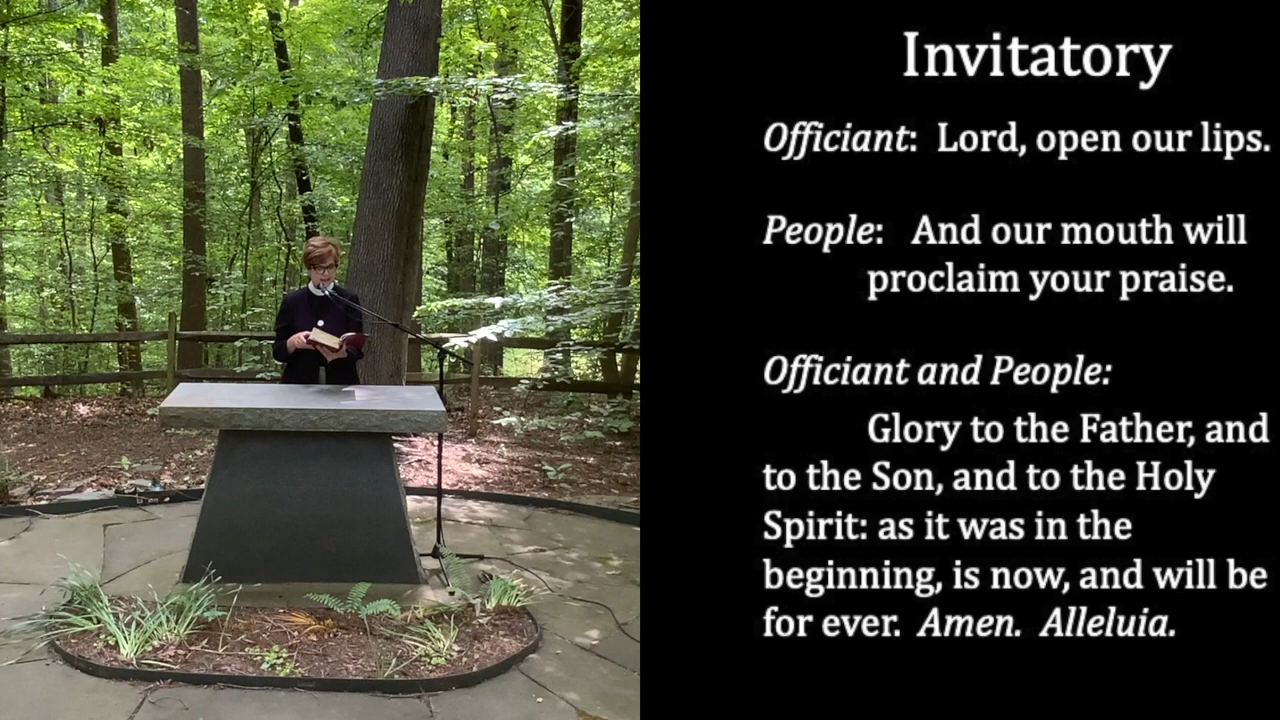 Invitatory
Officiant: Lord, open our lips.
People: And our mouth will
proclaim your praise.
Officiant and People:
Glory to the Father, and
to the Son, and to the Holy
Spirit: as it was in the
beginning, is now, and will be
for ever. Amen. Alleluia.